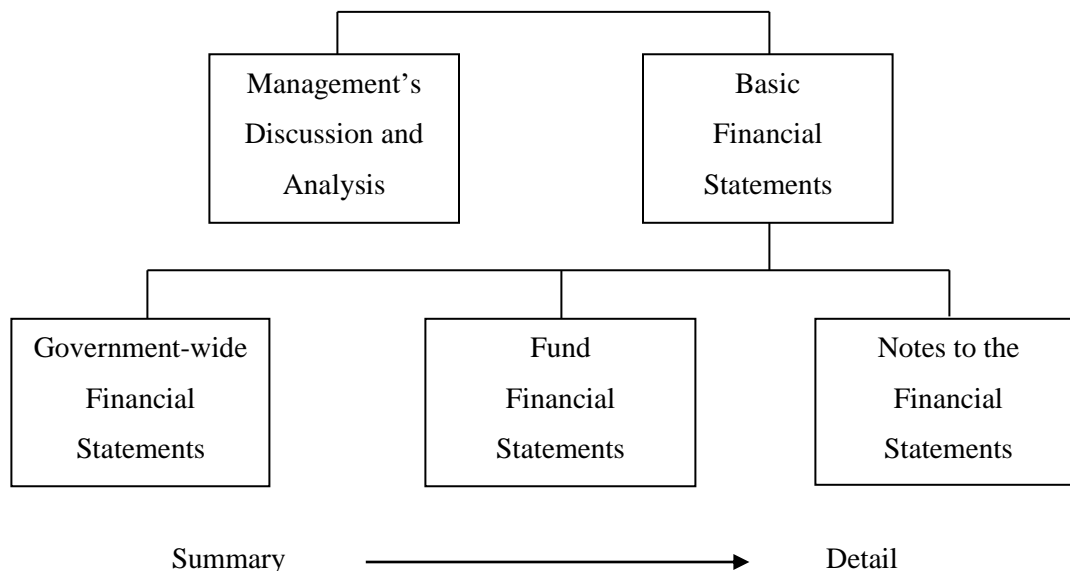 Management’s
Discussion and
Analysis
Basic
Financial
Statements
Government-wide
Financial
Statements
Fund
Financial
Statements
Notes to the
Financial
Statements
Summary
Detail